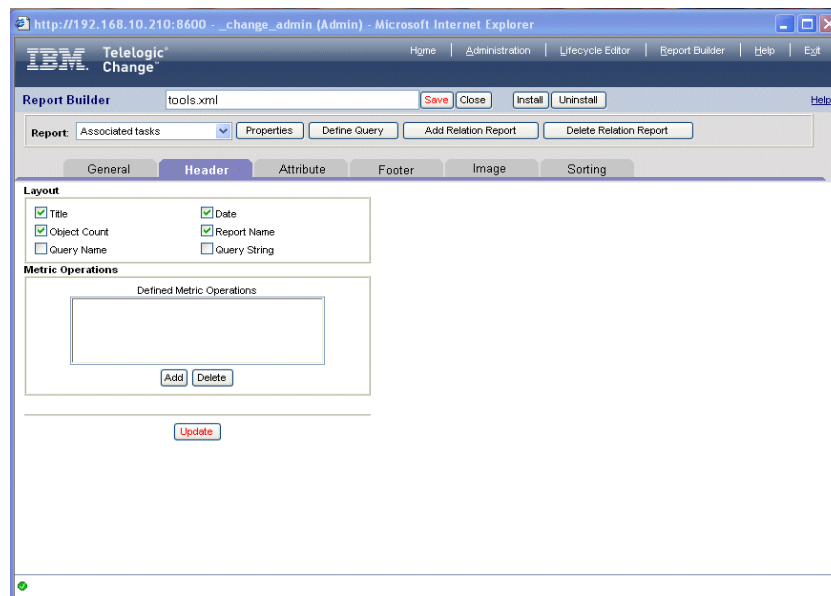 http://192.168.10.210:8600 - _change_admin (Admin) - Microsoft Internet Explorer
IBM. Telelogic® Change™ Home | Administration | Lifecycle Editor | Report Builder | Help | Exit
Report Builder tools.xml Save Close Install Uninstall Help
Report: Associated tasks Properties Define Query Add Relation Report Delete Relation Report
General Header Attribute Footer Image Sorting
Layout
Title Date
Object Count Report Name
Query Name Query String
Metric Operations
Defined Metric Operations
Add Delete
Update